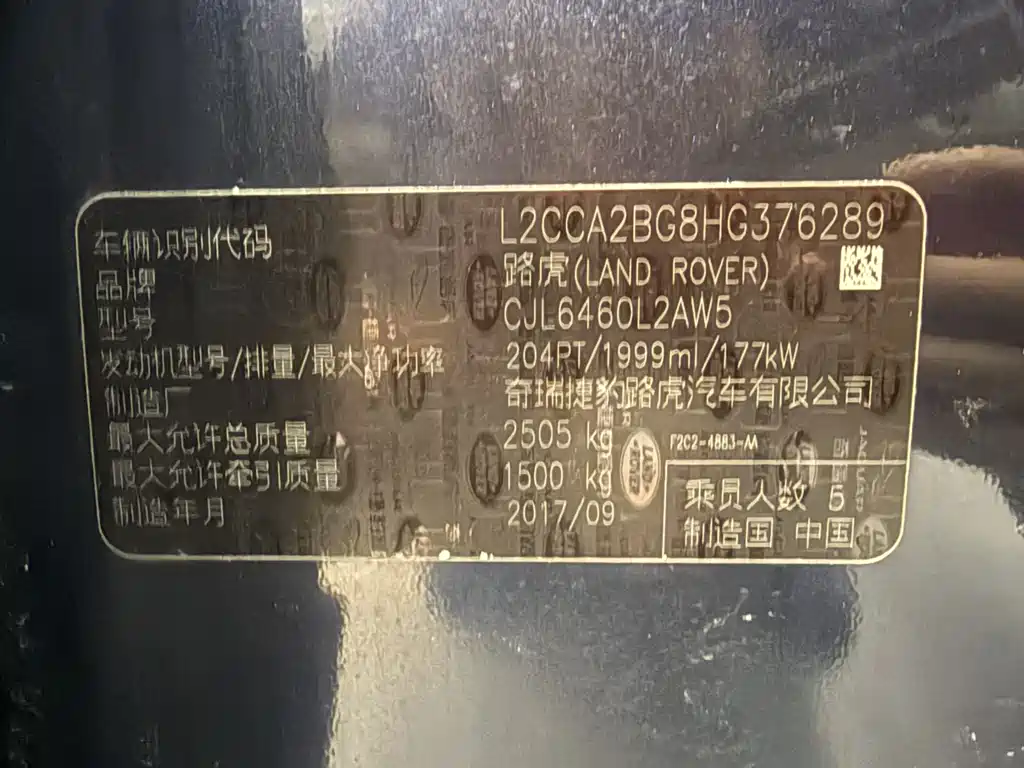 车辆识别代码 L2CCA2BG8HG376289
品牌 路虎(LAND ROVER)
型号 CJL6460L2AW5
发动机型号/排量/最大净功率 204PT/1999ml/177kW
制造厂 奇瑞捷豹路虎汽车有限公司
最大允许总质量 2505 kg F2C2-4883-AA
最大允许牵引质量 1500 kg 乘员人数 5
制造年月 2017/09 制造国 中国